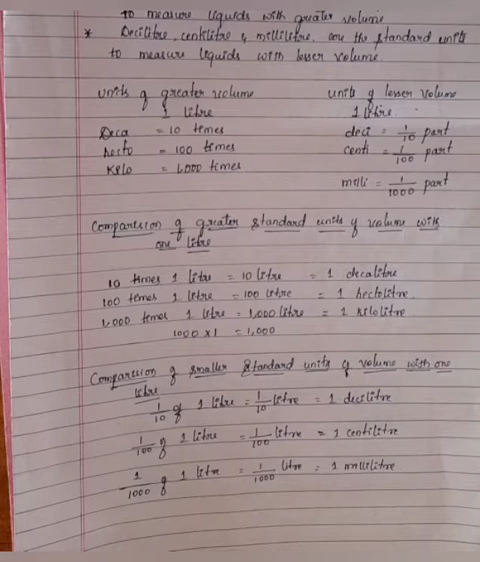 to measure liquids with greater volume
* Decilitre, centilitre & millilitre, are the standard units
to measure liquids with lesser volume.
units of greater volume
1 litre
Deca = 10 times
hecto = 100 times
Kilo = 1,000 times
units of lesser volume
1 litre.
deci = 1/10 part
centi = 1/100 part
milli = 1/1000 part
Comparision of greater standard units of volume with
one litre
10 times 1 litre = 10 litre = 1 decalitre
100 times 1 litre = 100 litre = 1 hectolitre.
1,000 times 1 litre = 1,000 litre = 1 kilolitre
1000 x 1 = 1,000
Comparision of smaller standard units of volume with one
litre
1/10 of 1 litre = 1/10 litre = 1 decilitre
1/100 of 1 litre = 1/100 litre = 1 centilitre
1/1000 of 1 litre = 1/1000 litre = 1 millilitre